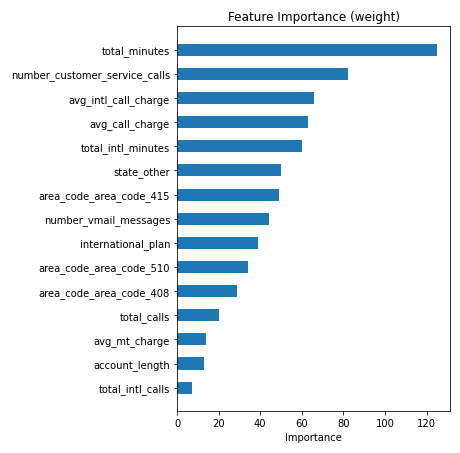 Feature Importance (weight)
total_minutes
number_customer_service_calls
avg_intl_call_charge
avg_call_charge
total_intl_minutes
state_other
area_code_area_code_415
number_vmail_messages
international_plan
area_code_area_code_510
area_code_area_code_408
total_calls
avg_mt_charge
account_length
total_intl_calls
0 20 40 60 80 100 120
Importance